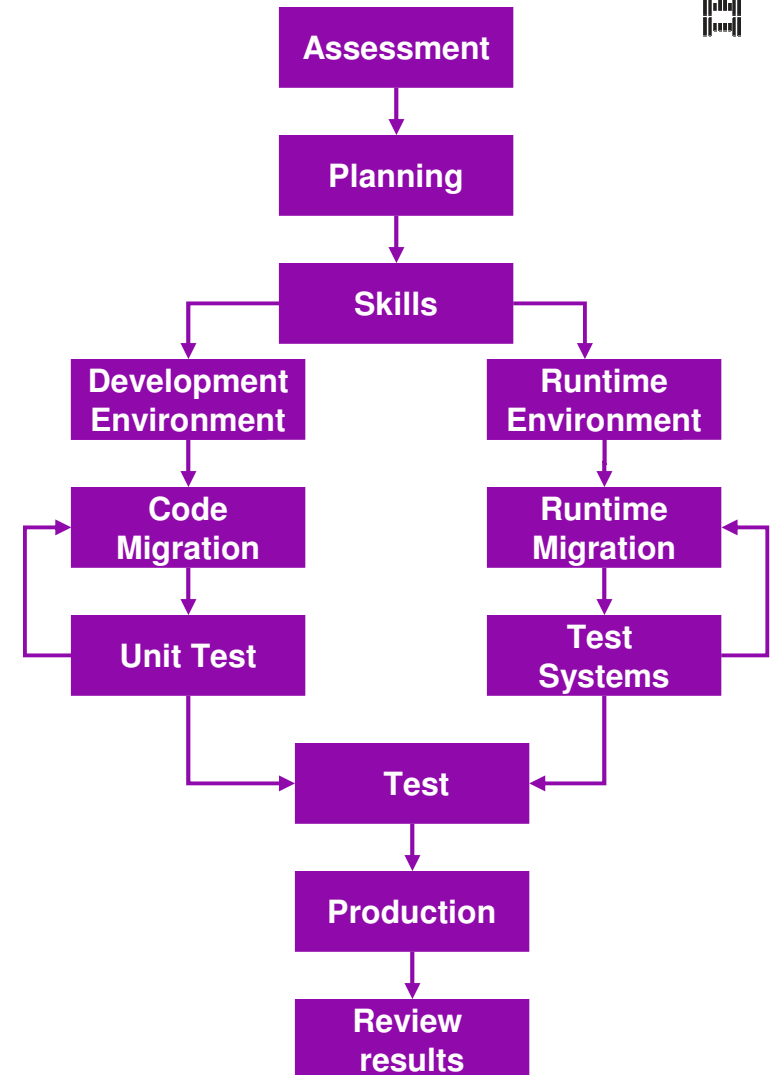 Assessment
Planning
Skills
Development
Environment
Runtime
Environment
Code
Migration
Runtime
Migration
Unit Test
Test
Systems
Test
Production
Review
results